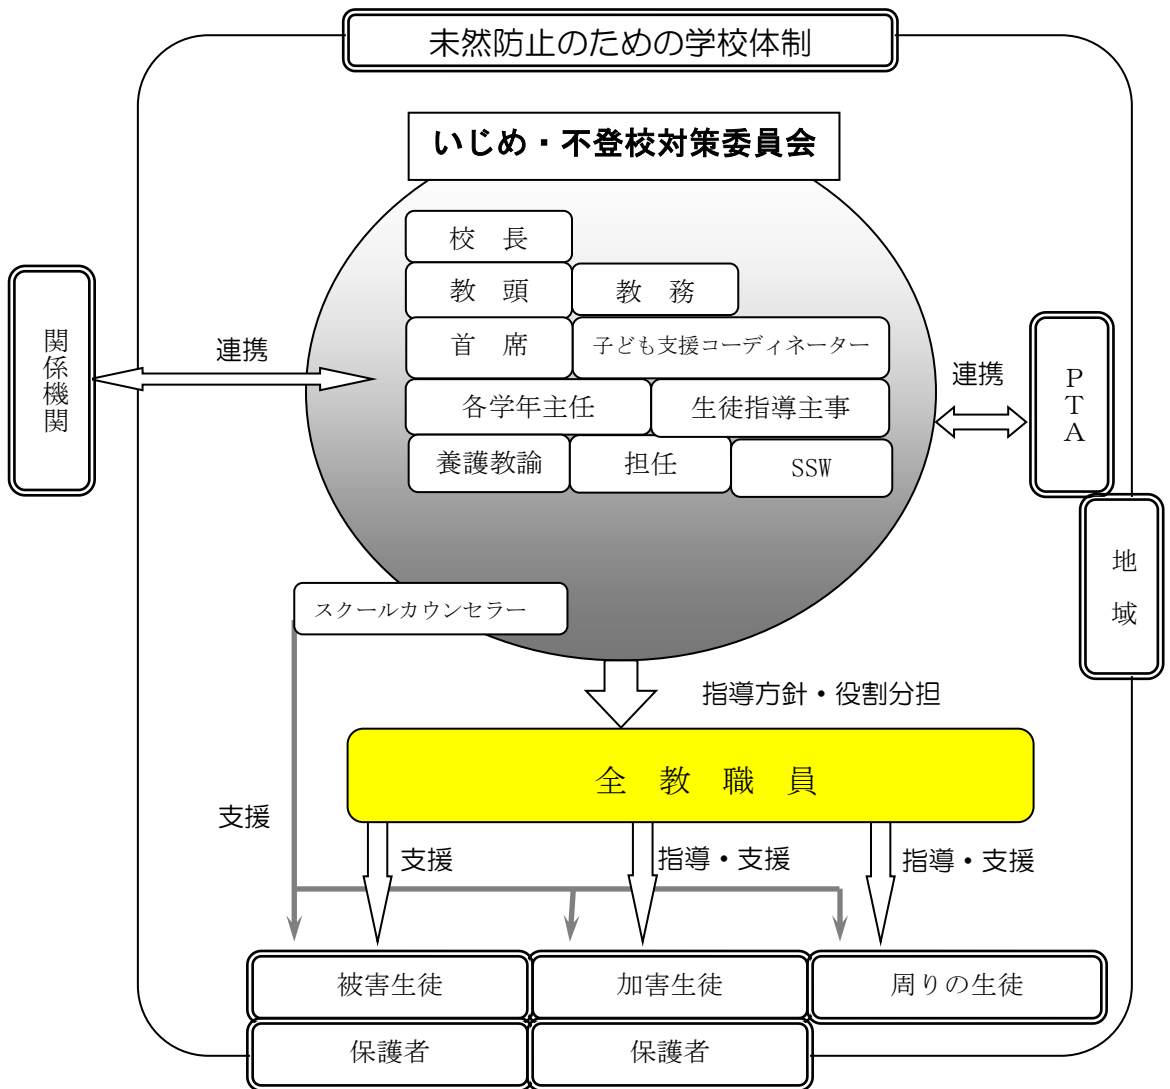 未然防止のための学校体制
いじめ・不登校対策委員会
校　長
教　頭
教　務
首　席
子ども支援コーディネーター
各学年主任
生徒指導主事
養護教諭
担任
SSW
関係機関
連携
連携
PTA
地域
スクールカウンセラー
指導方針・役割分担
全　教　職　員
支援
支援
指導・支援
指導・支援
被害生徒
加害生徒
周りの生徒
保護者
保護者